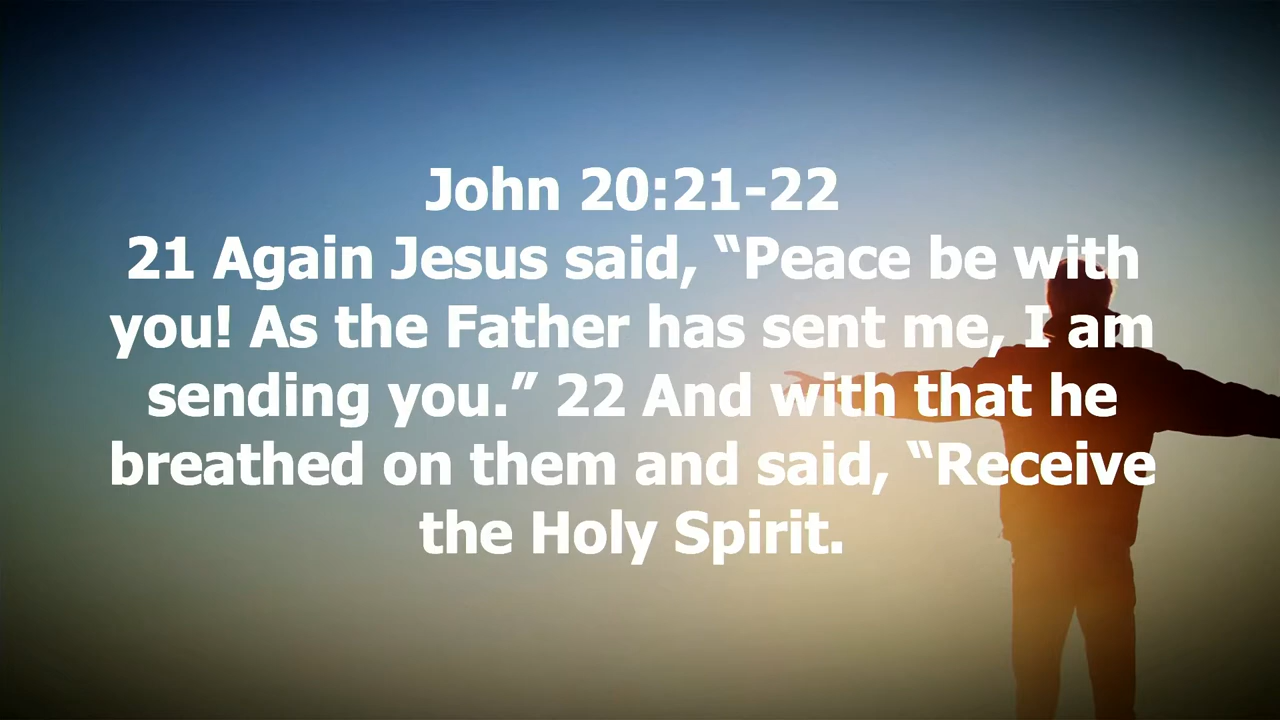 John 20:21-22
21 Again Jesus said, “Peace be with
you! As the Father has sent me, I am
sending you.” 22 And with that he
breathed on them and said, “Receive
the Holy Spirit.